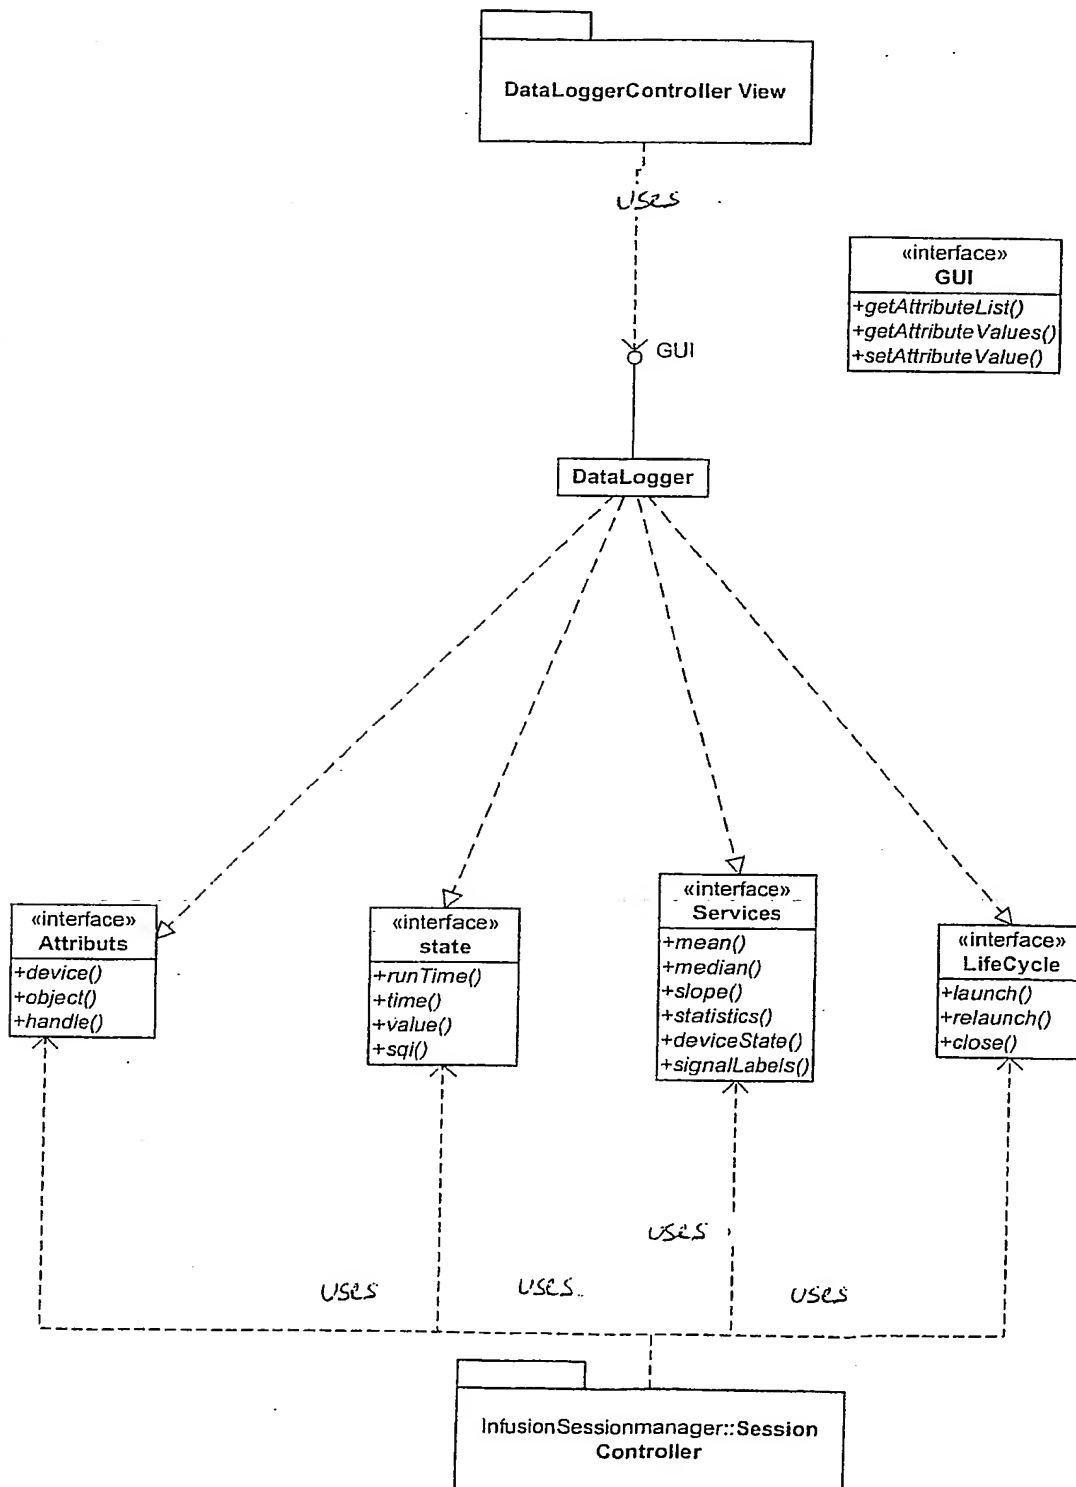 DataLoggerController View
uses
«interface»
GUI
+getAttributeList()
+getAttributeValues()
+setAttributeValue()
GUI
DataLogger
«interface»
Attributs
+device()
+object()
+handle()
«interface»
state
+runTime()
+time()
+value()
+sqi()
«interface»
Services
+mean()
+median()
+slope()
+statistics()
+deviceState()
+signalLabels()
«interface»
LifeCycle
+launch()
+relaunch()
+close()
uses
uses
uses
uses
InfusionSessionmanager::Session
Controller